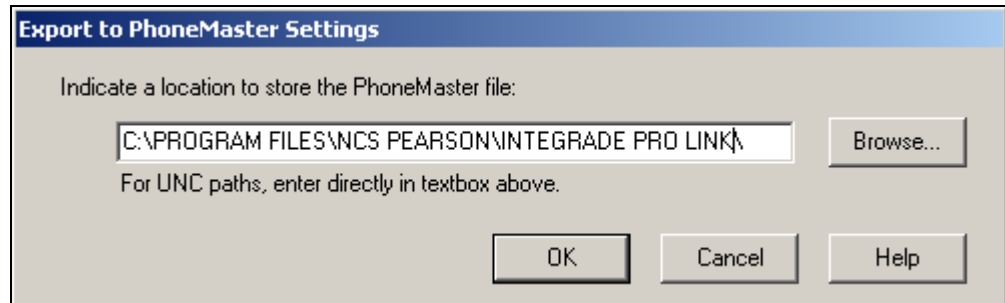 Export to PhoneMaster Settings
Indicate a location to store the PhoneMaster file:
C:\PROGRAM FILES\NCS PEARSON\INTEGRADE PRO LINK\
Browse...
For UNC paths, enter directly in textbox above.
OK
Cancel
Help